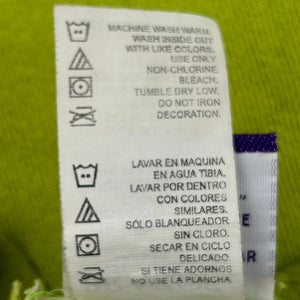 MACHINE WASH WARM.
WASH INSIDE OUT
WITH LIKE COLORS.
USE ONLY
NON-CHLORINE
BLEACH.
TUMBLE DRY LOW.
DO NOT IRON
DECORATION.
LAVAR EN MAQUINA
EN AGUA TIBIA.
LAVAR POR DENTRO
CON COLORES
SIMILARES.
SÓLO BLANQUEADOR
SIN CLORO.
SECAR EN CICLO
DELICADO.
SI TIENE ADORNOS
NO USE LA PLANCHA.